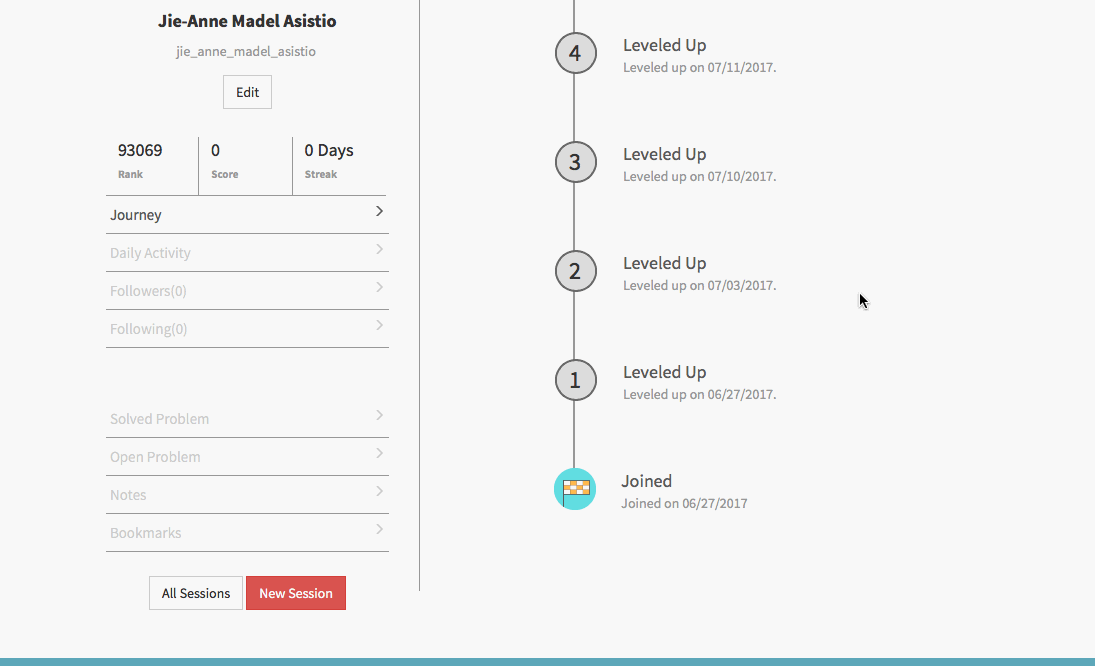 Jie-Anne Madel Asistio
jie_anne_madel_asistio
Edit
93069
Rank
0
Score
0 Days
Streak
Journey
Daily Activity
Followers(0)
Following(0)
Solved Problem
Open Problem
Notes
Bookmarks
All Sessions
New Session
4
Leveled Up
Leveled up on 07/11/2017.
3
Leveled Up
Leveled up on 07/10/2017.
2
Leveled Up
Leveled up on 07/03/2017.
1
Leveled Up
Leveled up on 06/27/2017.
Joined
Joined on 06/27/2017